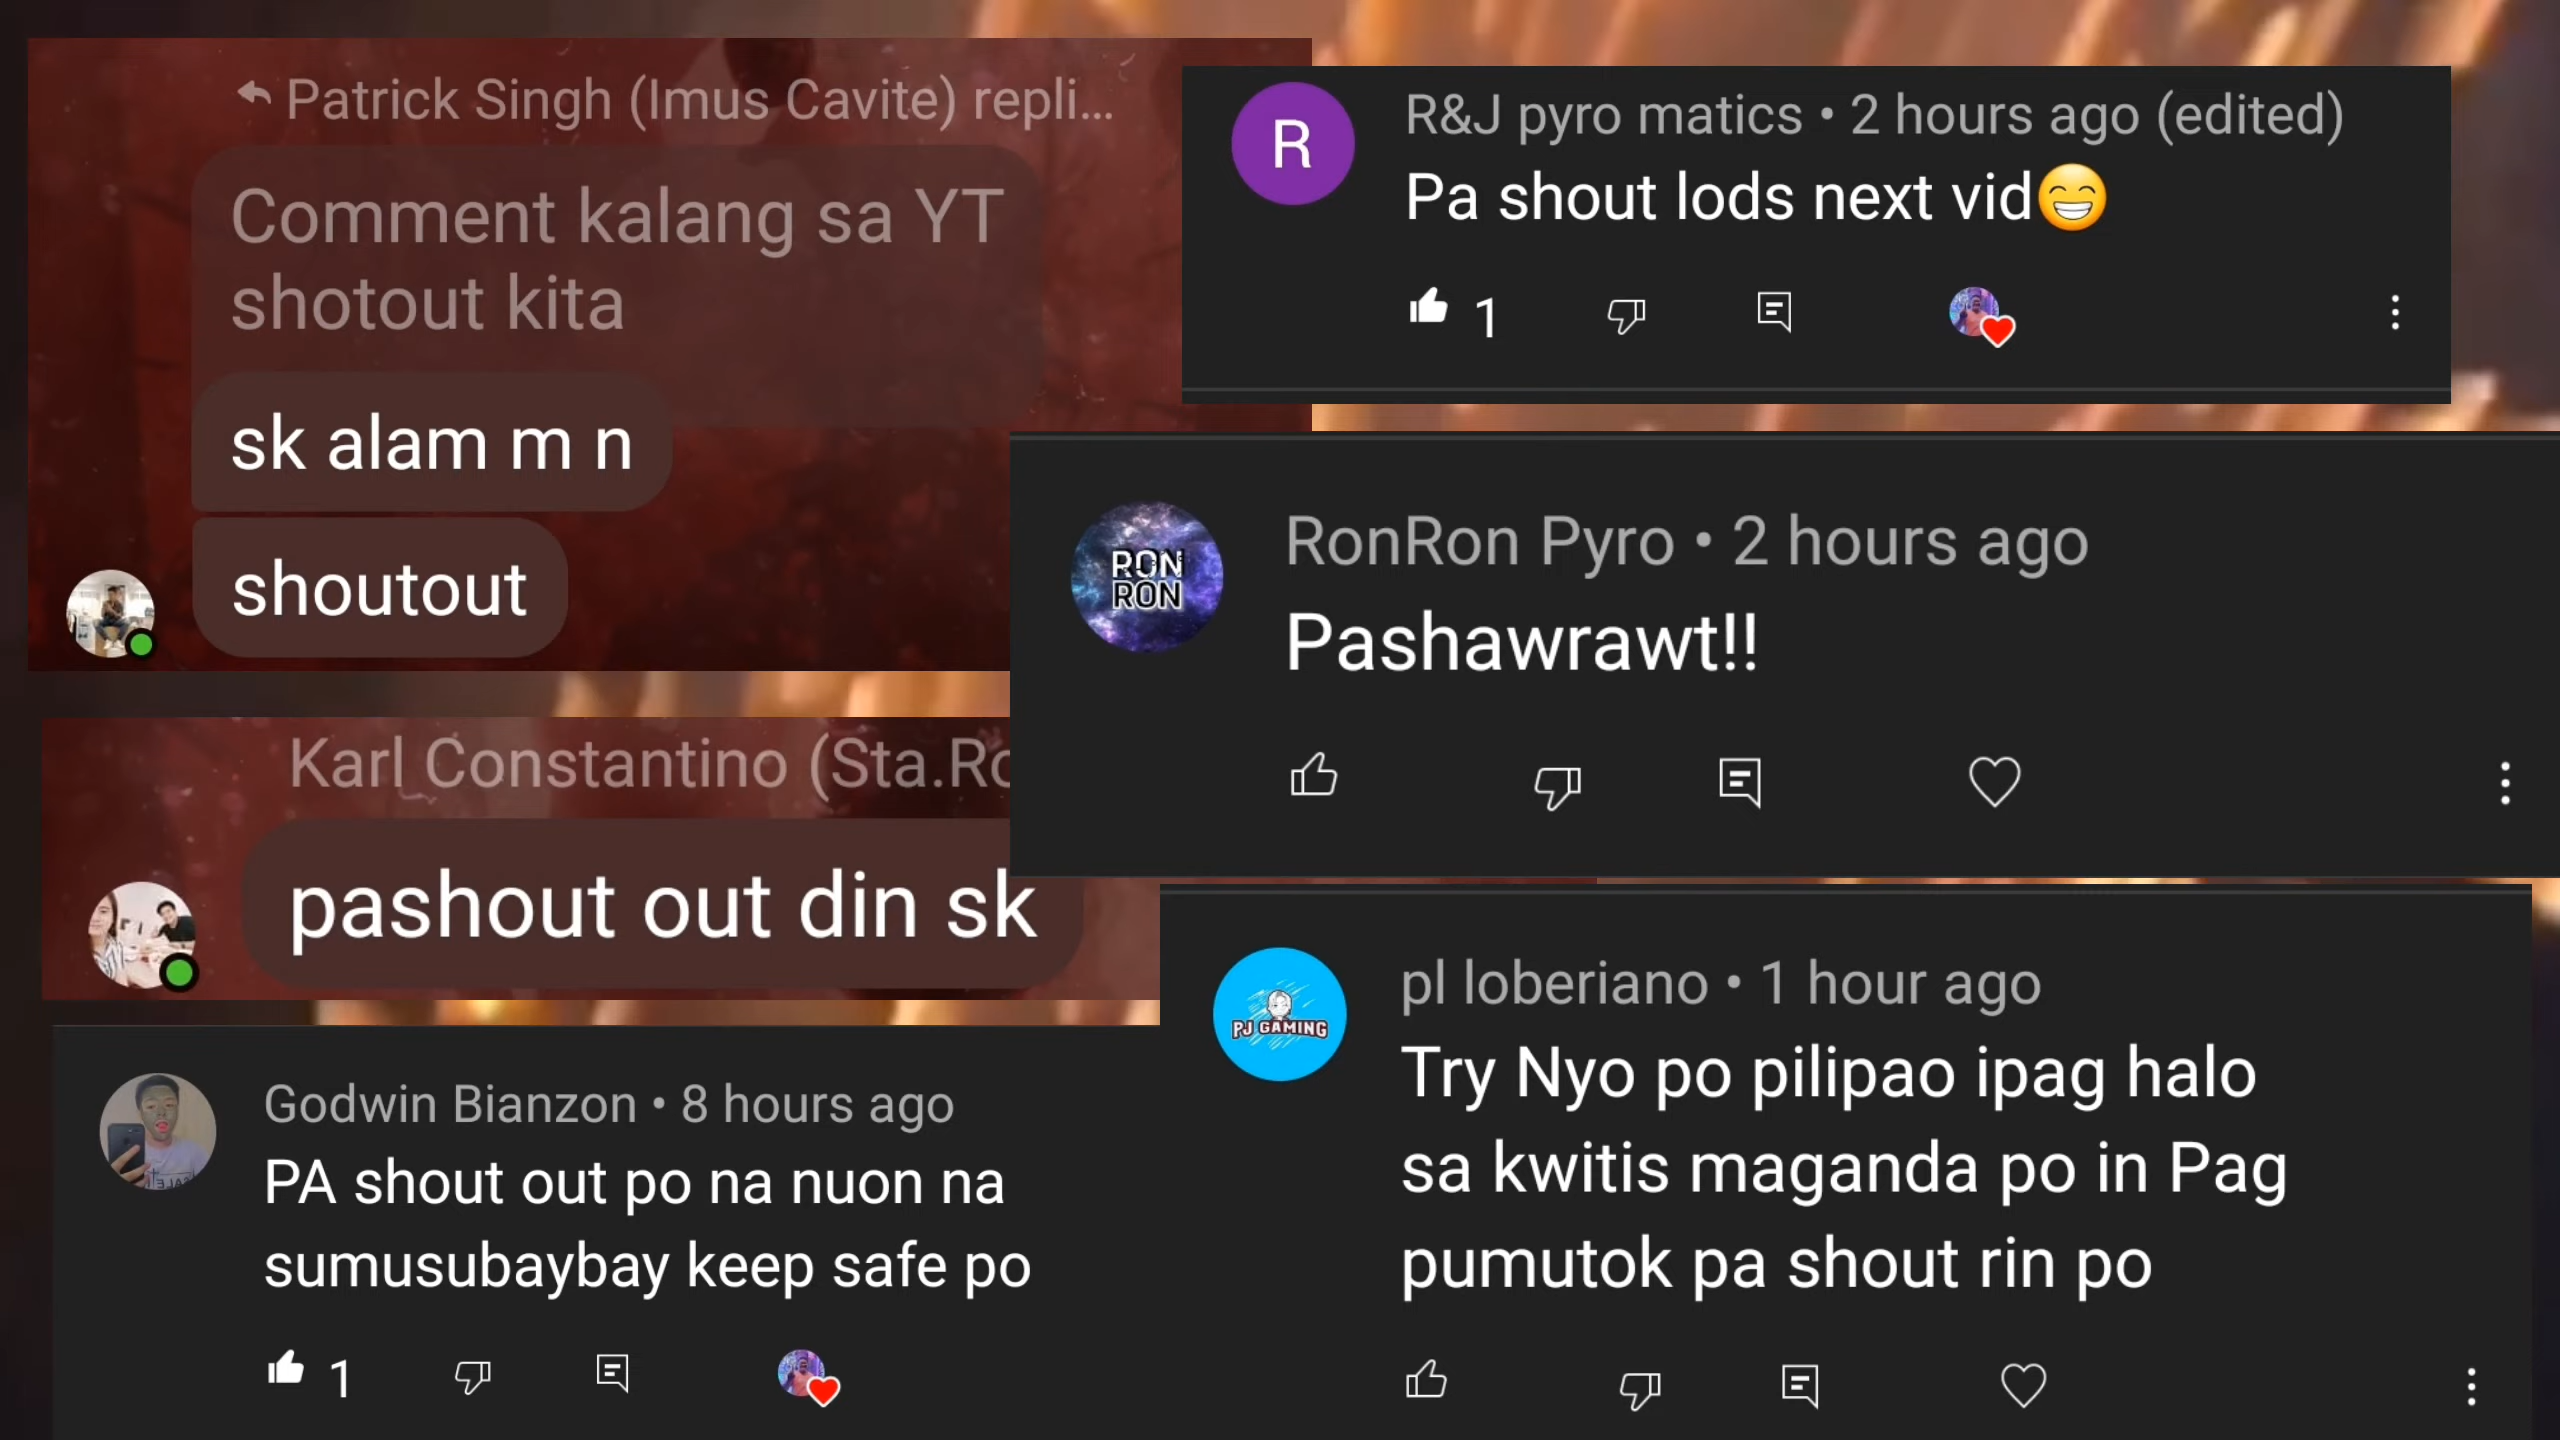 Patrick Singh (Imus Cavite) repli...
Comment kalang sa YT
shotout kita
sk alam m n
shoutout
R
R&J pyro matics • 2 hours ago (edited)
Pa shout lods next vid😁
1
RON
RON
RonRon Pyro • 2 hours ago
Pashawrawt!!
Karl Constantino (Sta.Ro
pashout out din sk
PJ GAMING
pl loberiano • 1 hour ago
Try Nyo po pilipao ipag halo
sa kwitis maganda po in Pag
pumutok pa shout rin po
Godwin Bianzon • 8 hours ago
PA shout out po na nuon na
sumusubaybay keep safe po
1